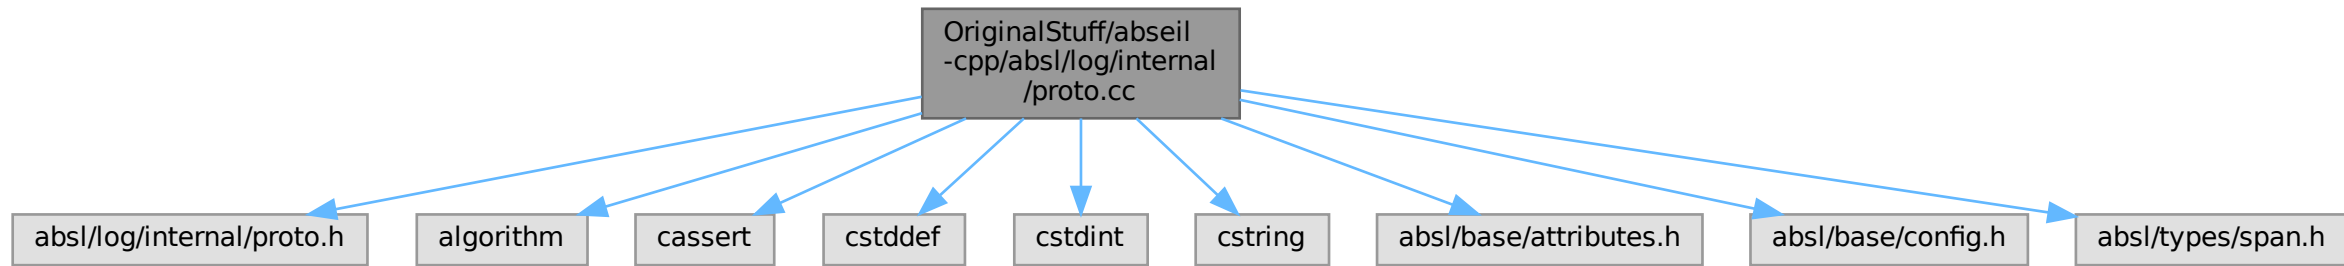 OriginalStuff/abseil
-cpp/absl/log/internal
/proto.cc
absl/log/internal/proto.h
algorithm
cassert
cstddef
cstdint
cstring
absl/base/attributes.h
absl/base/config.h
absl/types/span.h